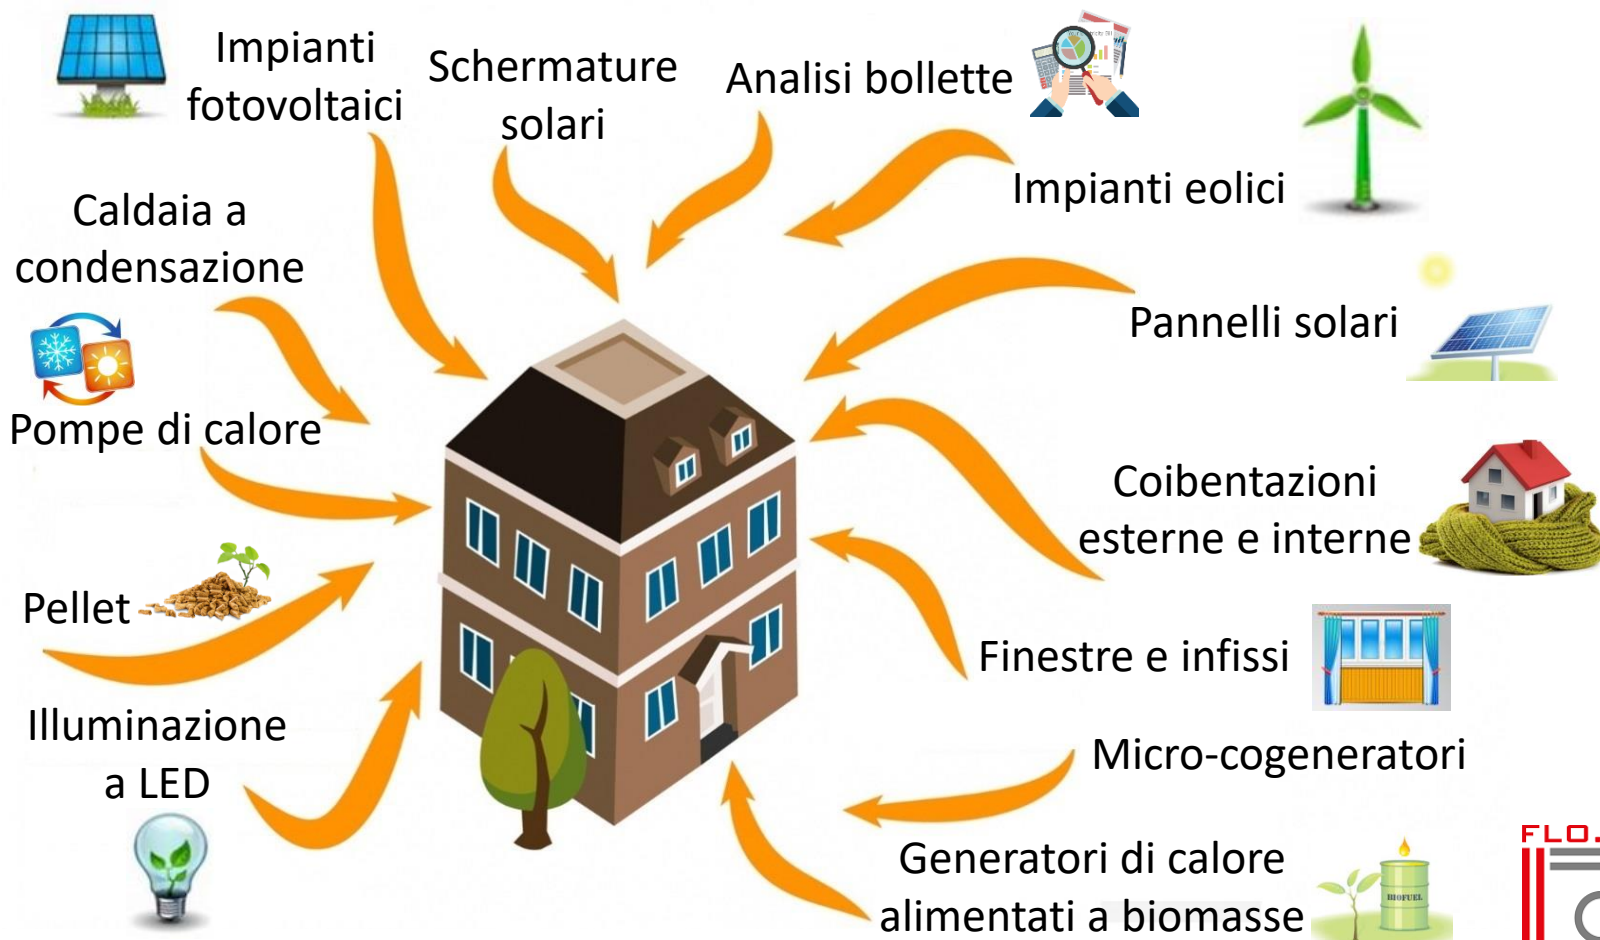 Impianti
fotovoltaici
Schermature
solari
Analisi bollette
Impianti eolici
Caldaia a
condensazione
Pannelli solari
Pompe di calore
Coibentazioni
esterne e interne
Pellet
Finestre e infissi
Illuminazione
a LED
Micro-cogeneratori
Generatori di calore
alimentati a biomasse
BIOFUEL
FLO.